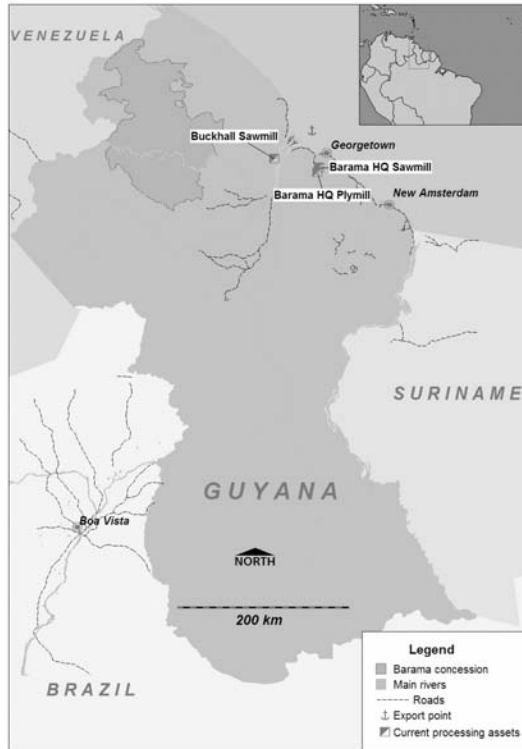 VENEZUELA
Buckhall Sawmill
Georgetown
Barama HQ Sawmill
Barama HQ Plymill
New Amsterdam
SURINAME
GUYANA
Boa Vista
NORTH
200 km
BRAZIL
Legend
Barama concession
Main rivers
Roads
Export point
Current processing assets